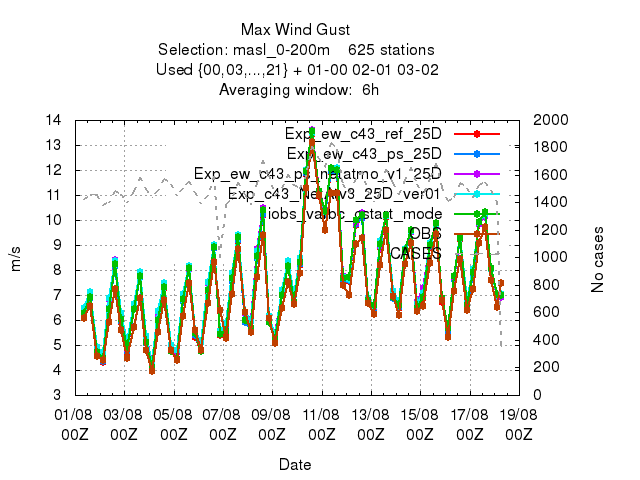 Max Wind Gust
Selection: masl_0-200m    625 stations
Used {00,03,...,21} + 01-00 02-01 03-02
Averaging window:  6h
14
13
12
11
10
9
8
7
6
5
4
3
m/s
2000
1800
1600
1400
1200
1000
800
600
400
200
0
No cases
Exp_ew_c43_ref_25D
Exp_ew_c43_ps_25D
OBS
CASES
01/08 03/08 05/08 07/08 09/08 11/08 13/08 15/08 17/08 19/08
00Z 00Z 00Z 00Z 00Z 00Z 00Z 00Z 00Z 00Z
Date